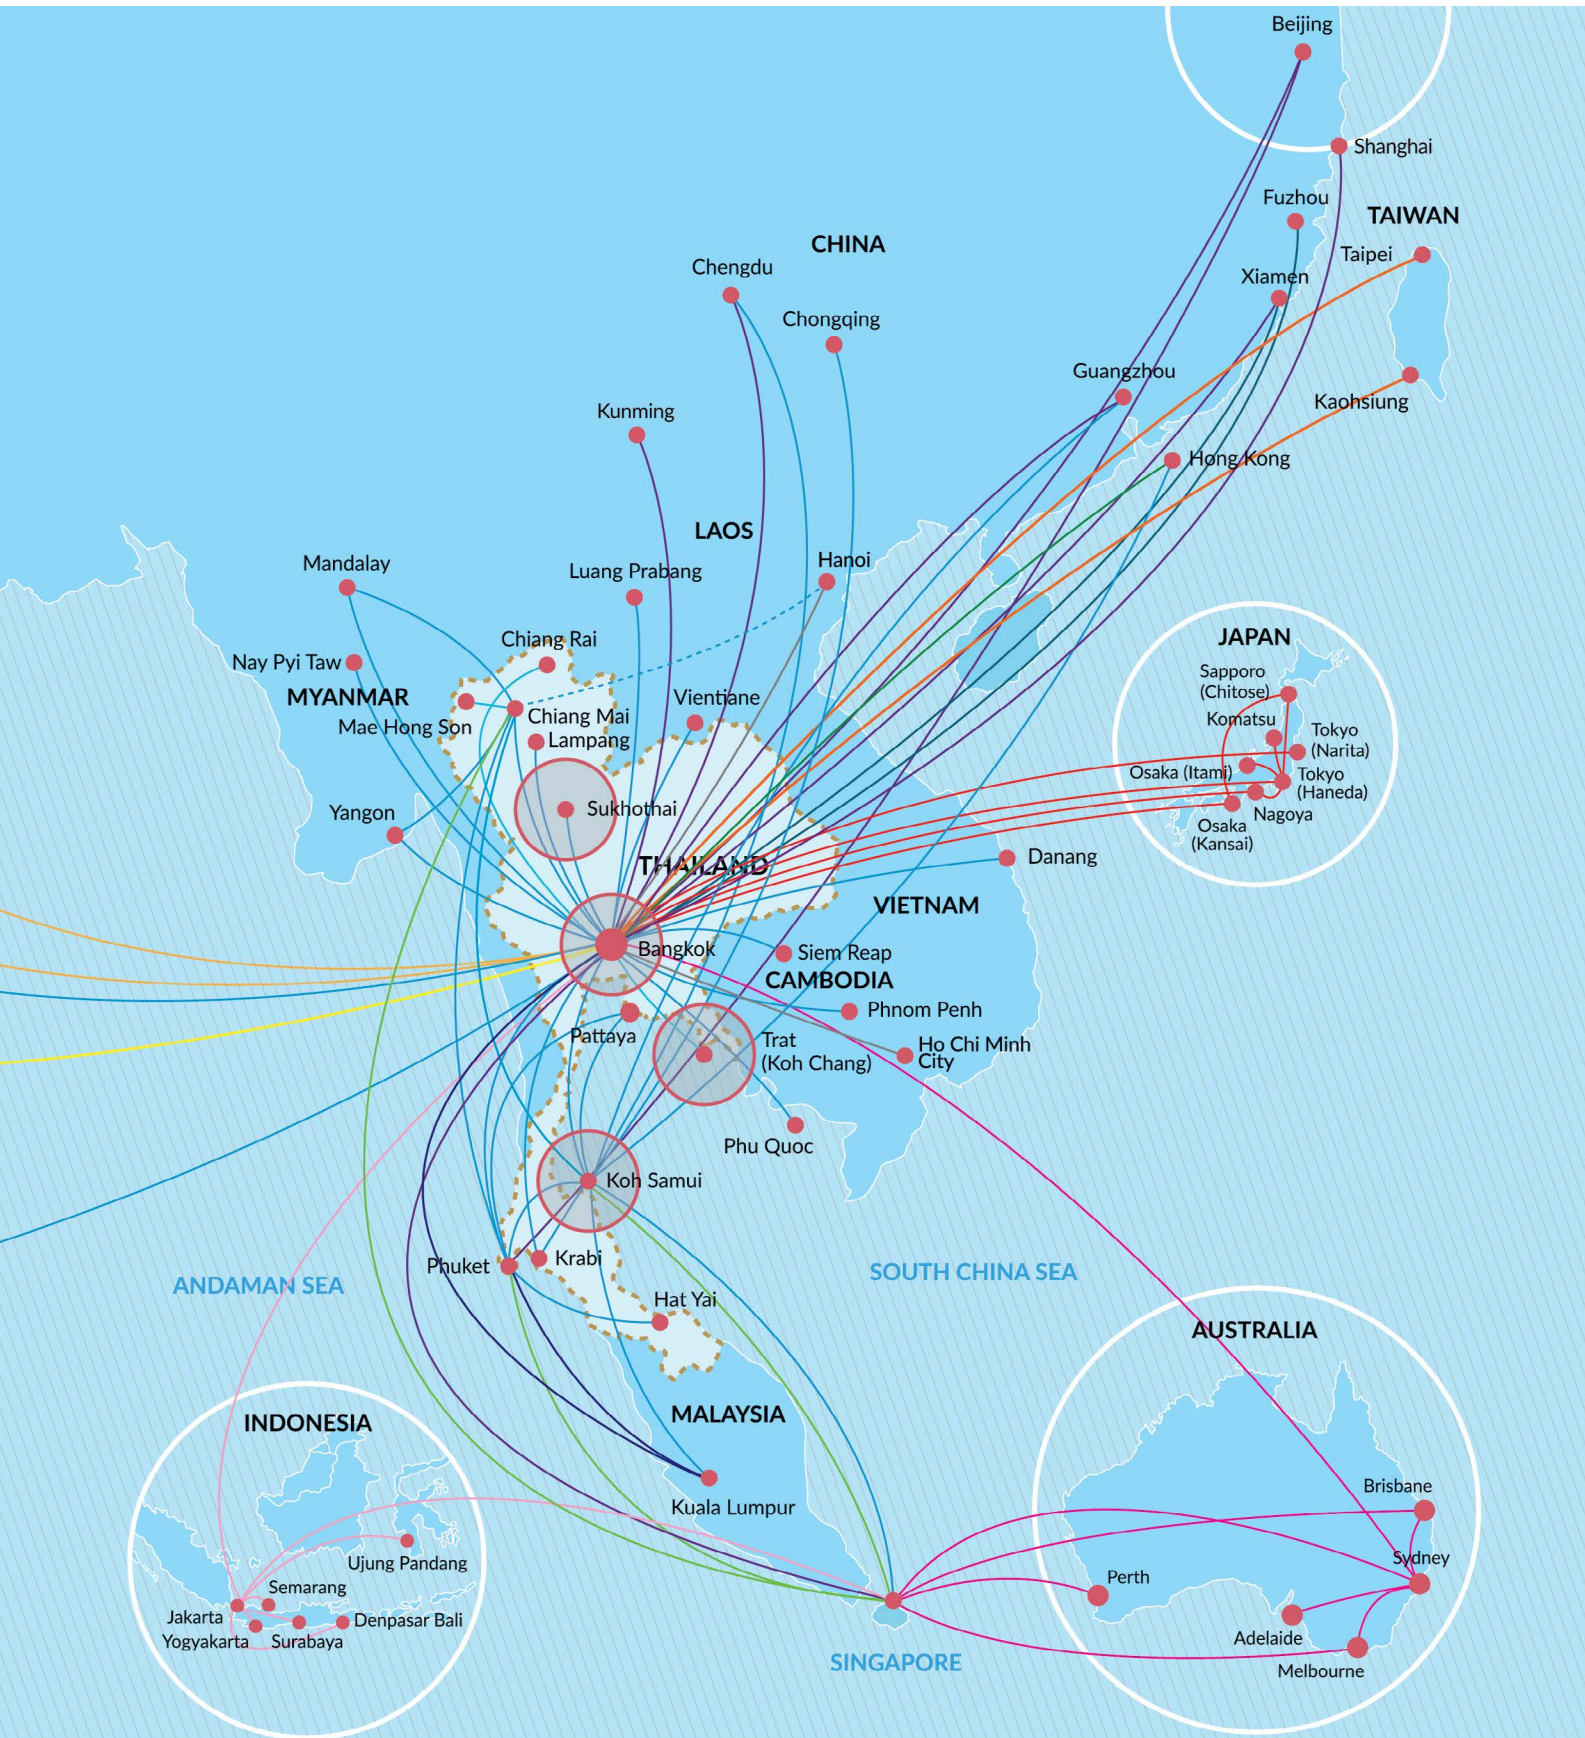 Beijing
Shanghai
Fuzhou
TAIWAN
CHINA
Taipei
Chengdu
Xiamen
Chongqing
Guangzhou
Kaohsiung
Kunming
Hong Kong
LAOS
Hanoi
Mandalay
Luang Prabang
Chiang Rai
JAPAN
Nay Pyi Taw
Sapporo
(Chitose)
MYANMAR
Vientiane
Mae Hong Son
Chiang Mai
Komatsu
Lampang
Tokyo
(Narita)
Osaka (Itami)
Tokyo
(Haneda)
Sukhothai
Yangon
Nagoya
Osaka
(Kansai)
THAILAND
Danang
VIETNAM
Bangkok
Siem Reap
CAMBODIA
Phnom Penh
Pattaya
Trat
(Koh Chang)
Ho Chi Minh
City
Phu Quoc
Koh Samui
Phuket
Krabi
ANDAMAN SEA
SOUTH CHINA SEA
Hat Yai
AUSTRALIA
INDONESIA
MALAYSIA
Brisbane
Kuala Lumpur
Ujung Pandang
Sydney
Semarang
Perth
Jakarta
Denpasar Bali
Yogyakarta
Surabaya
Adelaide
SINGAPORE
Melbourne